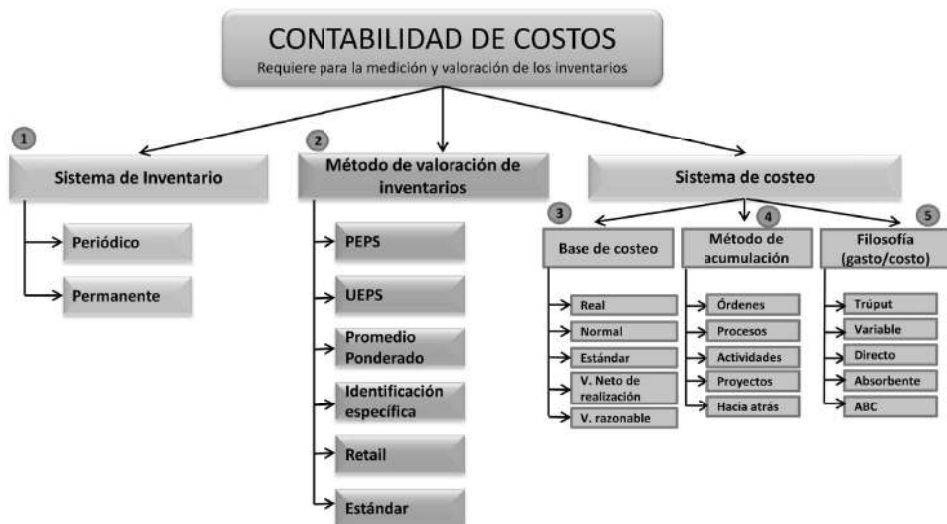 CONTABILIDAD DE COSTOS
Requiere para la medición y valoración de los inventarios
1
Sistema de Inventario
Periódico
Permanente
2
Método de valoración de
inventarios
PEPS
UEPS
Promedio
Ponderado
Identificación
específica
Retail
Estándar
Sistema de costeo
3
Base de costeo
Real
Normal
Estándar
V. Neto de
realización
V. razonable
4
Método de
acumulación
Órdenes
Procesos
Actividades
Proyectos
Hacia atrás
5
Filosofía
(gasto/costo)
Trúput
Variable
Directo
Absorbente
ABC